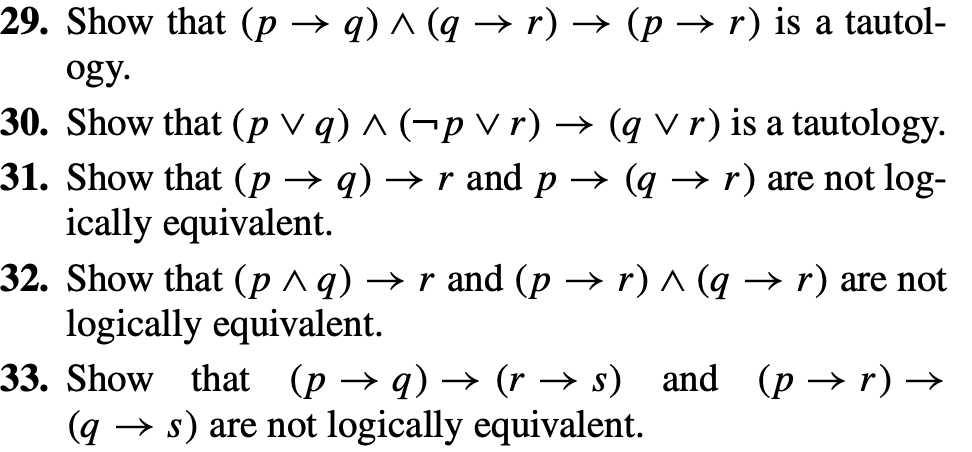 29. Show that (p → q) ∧ (q → r) → (p → r) is a tautol-
ogy.
30. Show that (p ∨ q) ∧ (¬p ∨ r) → (q ∨ r) is a tautology.
31. Show that (p → q) → r and p → (q → r) are not log-
ically equivalent.
32. Show that (p ∧ q) → r and (p → r) ∧ (q → r) are not
logically equivalent.
33. Show that (p → q) → (r → s) and (p → r) →
(q → s) are not logically equivalent.